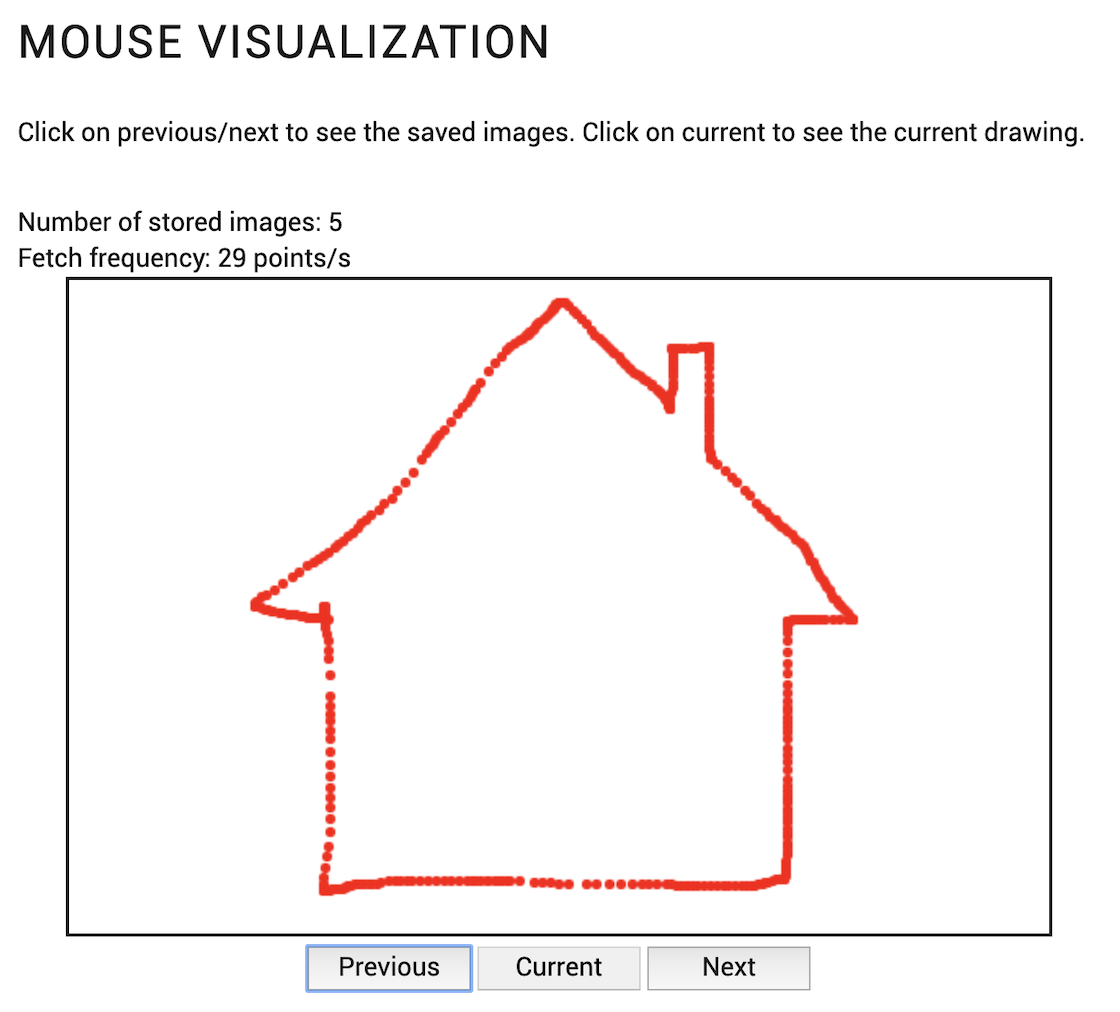 MOUSE VISUALIZATION
Click on previous/next to see the saved images. Click on current to see the current drawing.
Number of stored images: 5
Fetch frequency: 29 points/s
Previous
Current
Next